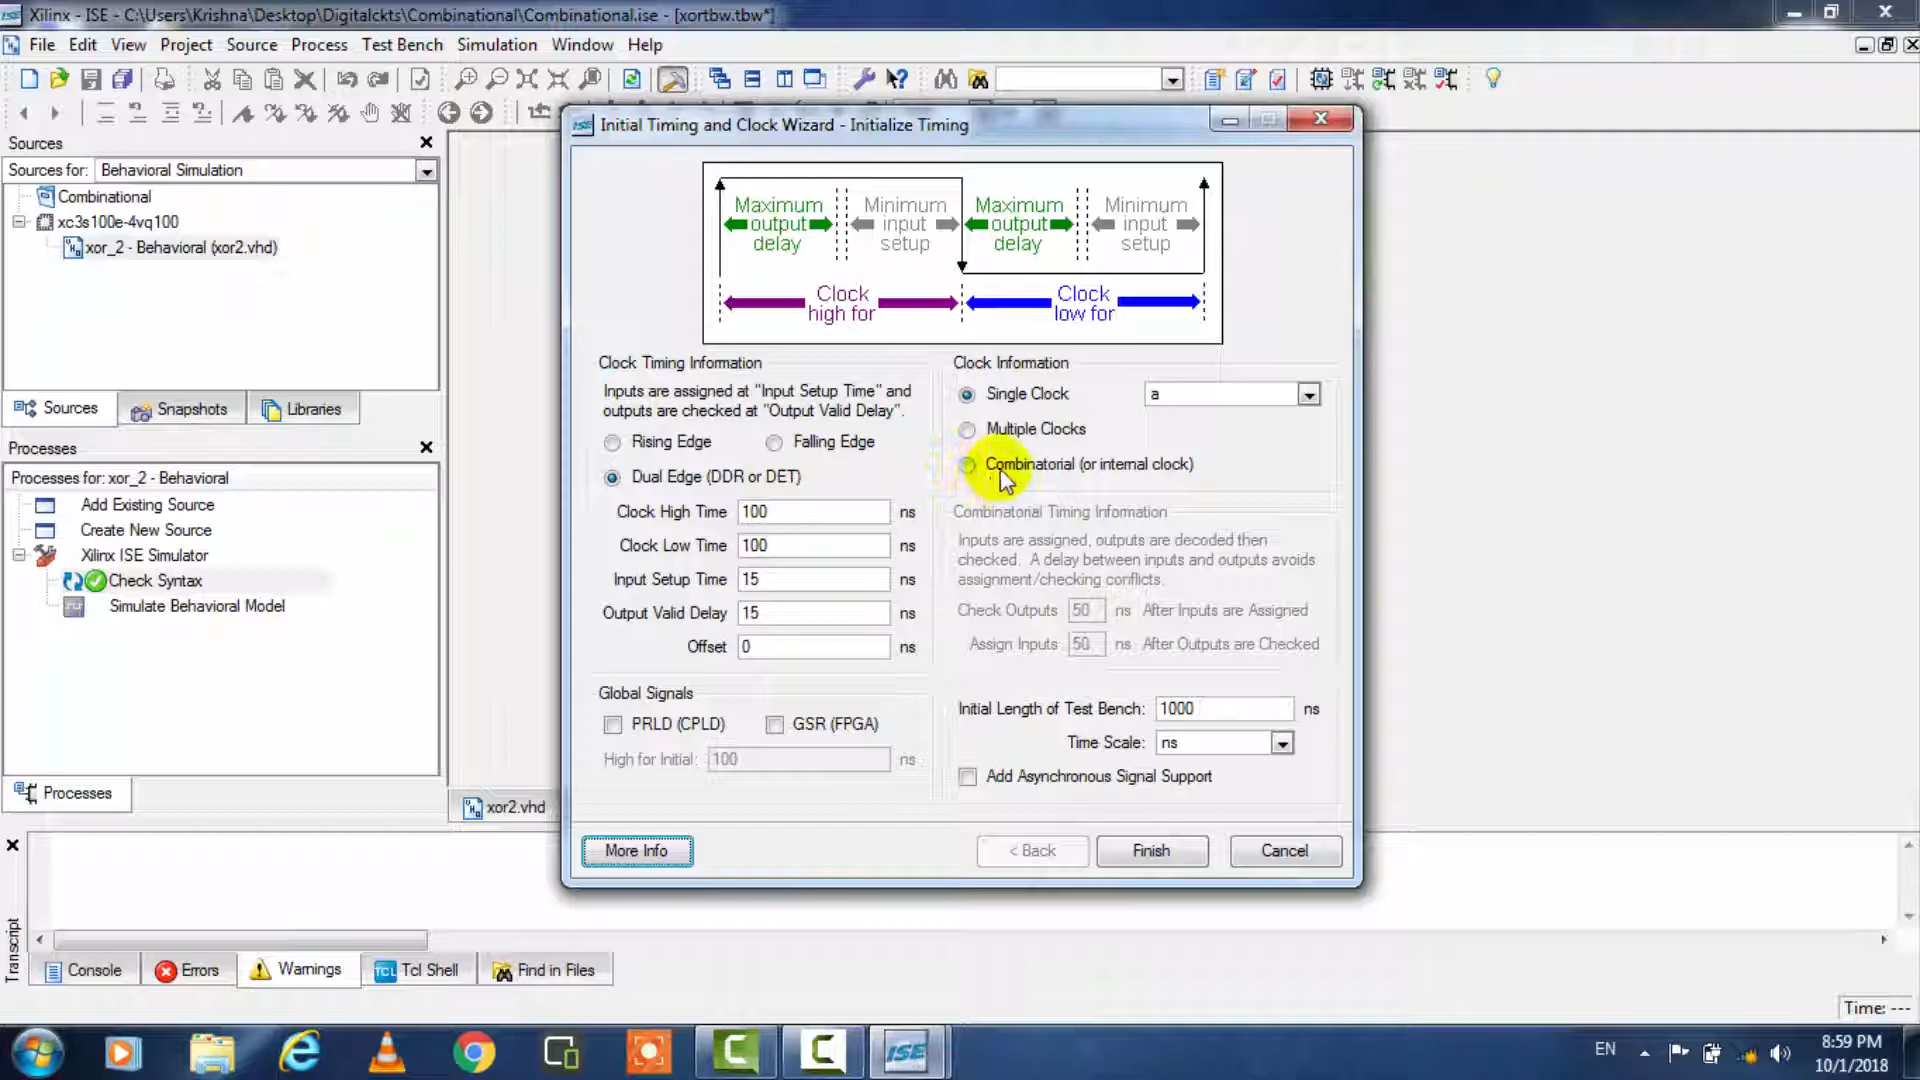 Xilinx - ISE - C:\Users\Krishna\Desktop\Digitalckts\Combinational\Combinational.ise - [xortbw.tbw*]
File Edit View Project Source Process Test Bench Simulation Window Help
Sources
Sources for: Behavioral Simulation
Combinational
xc3s100e-4vq100
xor_2 - Behavioral (xor2.vhd)
Sources Snapshots Libraries
Processes
Processes for: xor_2 - Behavioral
Add Existing Source
Create New Source
Xilinx ISE Simulator
Check Syntax
Simulate Behavioral Model
Processes
xor2.vhd
Initial Timing and Clock Wizard - Initialize Timing
Maximum output delay
Minimum input setup
Maximum output delay
Minimum input setup
Clock high for
Clock low for
Clock Timing Information
Inputs are assigned at "Input Setup Time" and
outputs are checked at "Output Valid Delay".
Rising Edge Falling Edge
Dual Edge (DDR or DET)
Clock High Time 100 ns
Clock Low Time 100 ns
Input Setup Time 15 ns
Output Valid Delay 15 ns
Offset 0 ns
Global Signals
PRLD (CPLD) GSR (FPGA)
High for Initial: 100 ns
Clock Information
Single Clock a
Multiple Clocks
Combinatorial (or internal clock)
Combinatorial Timing Information
Inputs are assigned, outputs are decoded then
checked. A delay between inputs and outputs avoids
assignment/checking conflicts.
Check Outputs 50 ns After Inputs are Assigned
Assign Inputs 50 ns After Outputs are Checked
Initial Length of Test Bench: 1000 ns
Time Scale: ns
Add Asynchronous Signal Support
More Info < Back Finish Cancel
Transcript
Console Errors Warnings TCL Tcl Shell Find in Files
Time: ---
ISE
EN
8:59 PM
10/1/2018